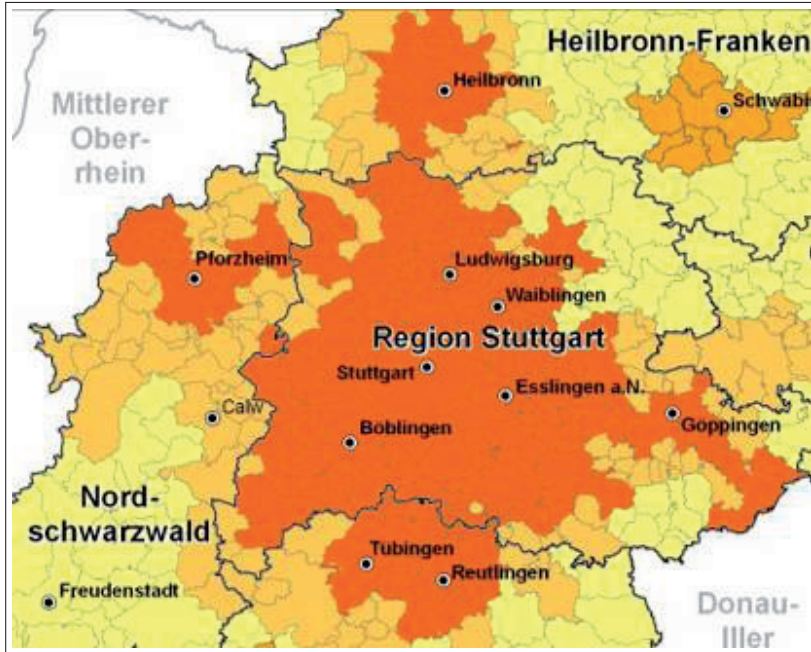 Heilbronn-Franken
Heilbronn
Schwäbis
Mittlerer
Ober-
rhein
Pforzheim
Ludwigsburg
Waiblingen
Region Stuttgart
Stuttgart
Esslingen a.N.
Calw
Göppingen
Böblingen
Nord-
schwarzwald
Tübingen
Reutlingen
Freudenstadt
Donau-
Iller